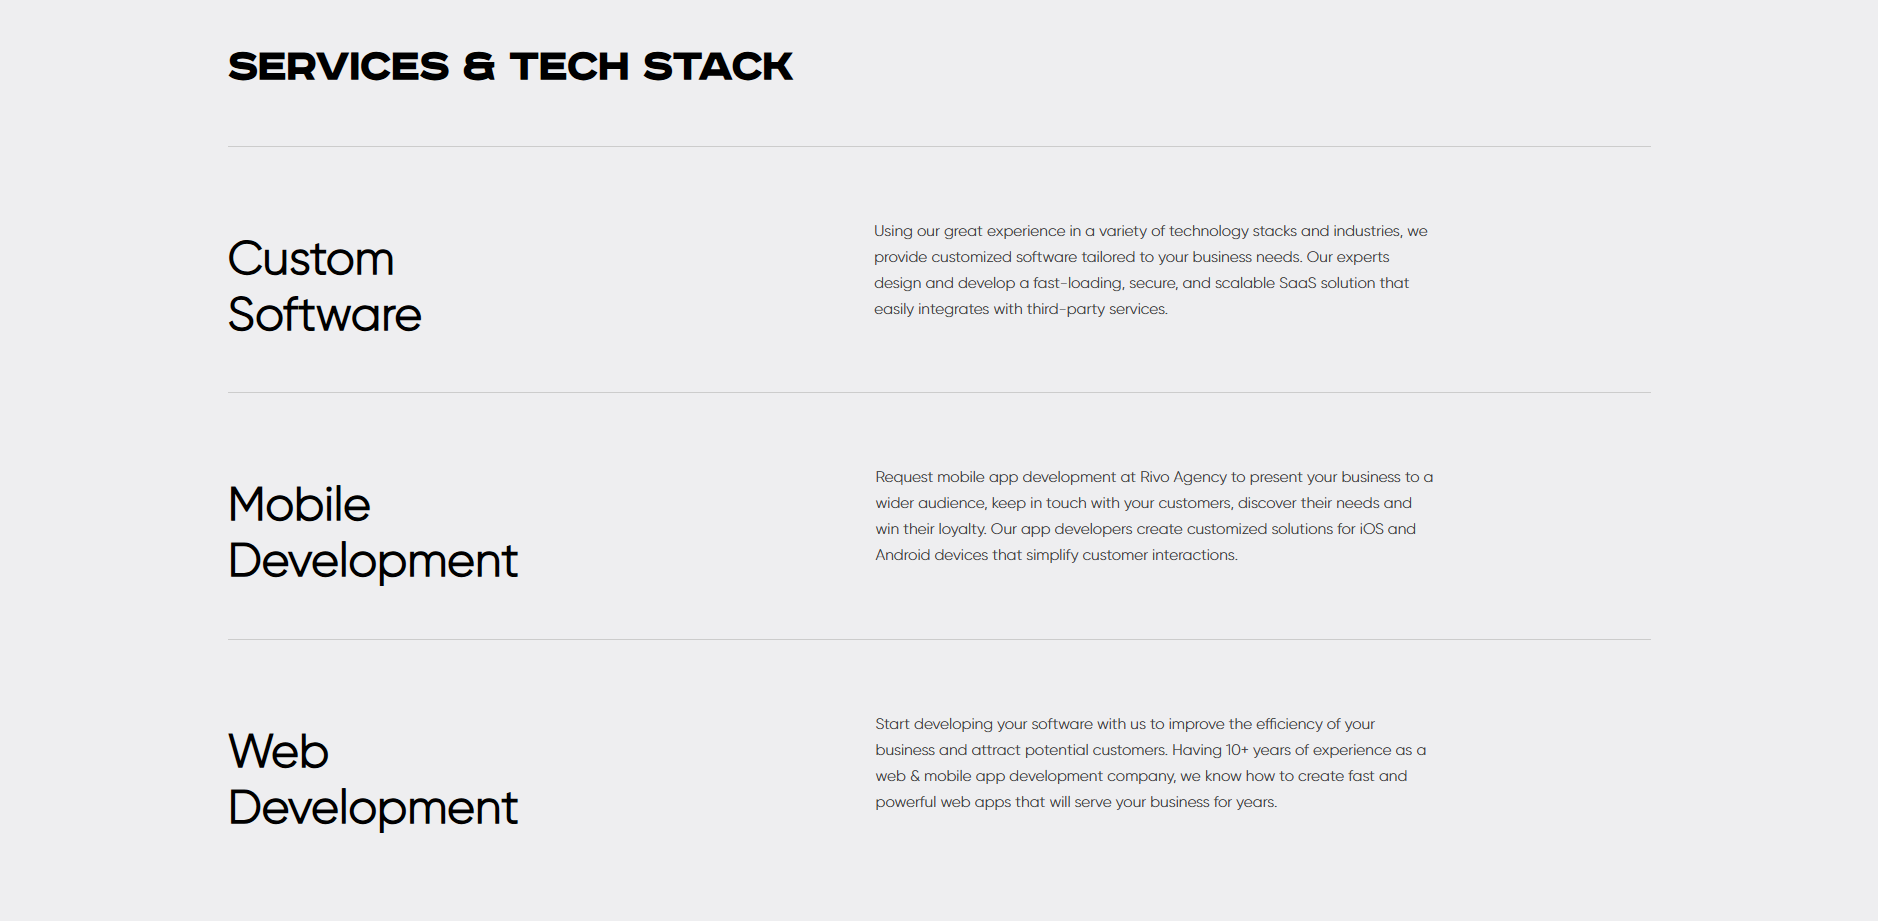 SERVICES & TECH STACK
Custom
Software
Using our great experience in a variety of technology stacks and industries, we
provide customized software tailored to your business needs. Our experts
design and develop a fast-loading, secure, and scalable SaaS solution that
easily integrates with third-party services.
Mobile
Development
Request mobile app development at Rivo Agency to present your business to a
wider audience, keep in touch with your customers, discover their needs and
win their loyalty. Our app developers create customized solutions for iOS and
Android devices that simplify customer interactions.
Web
Development
Start developing your software with us to improve the efficiency of your
business and attract potential customers. Having 10+ years of experience as a
web & mobile app development company, we know how to create fast and
powerful web apps that will serve your business for years.